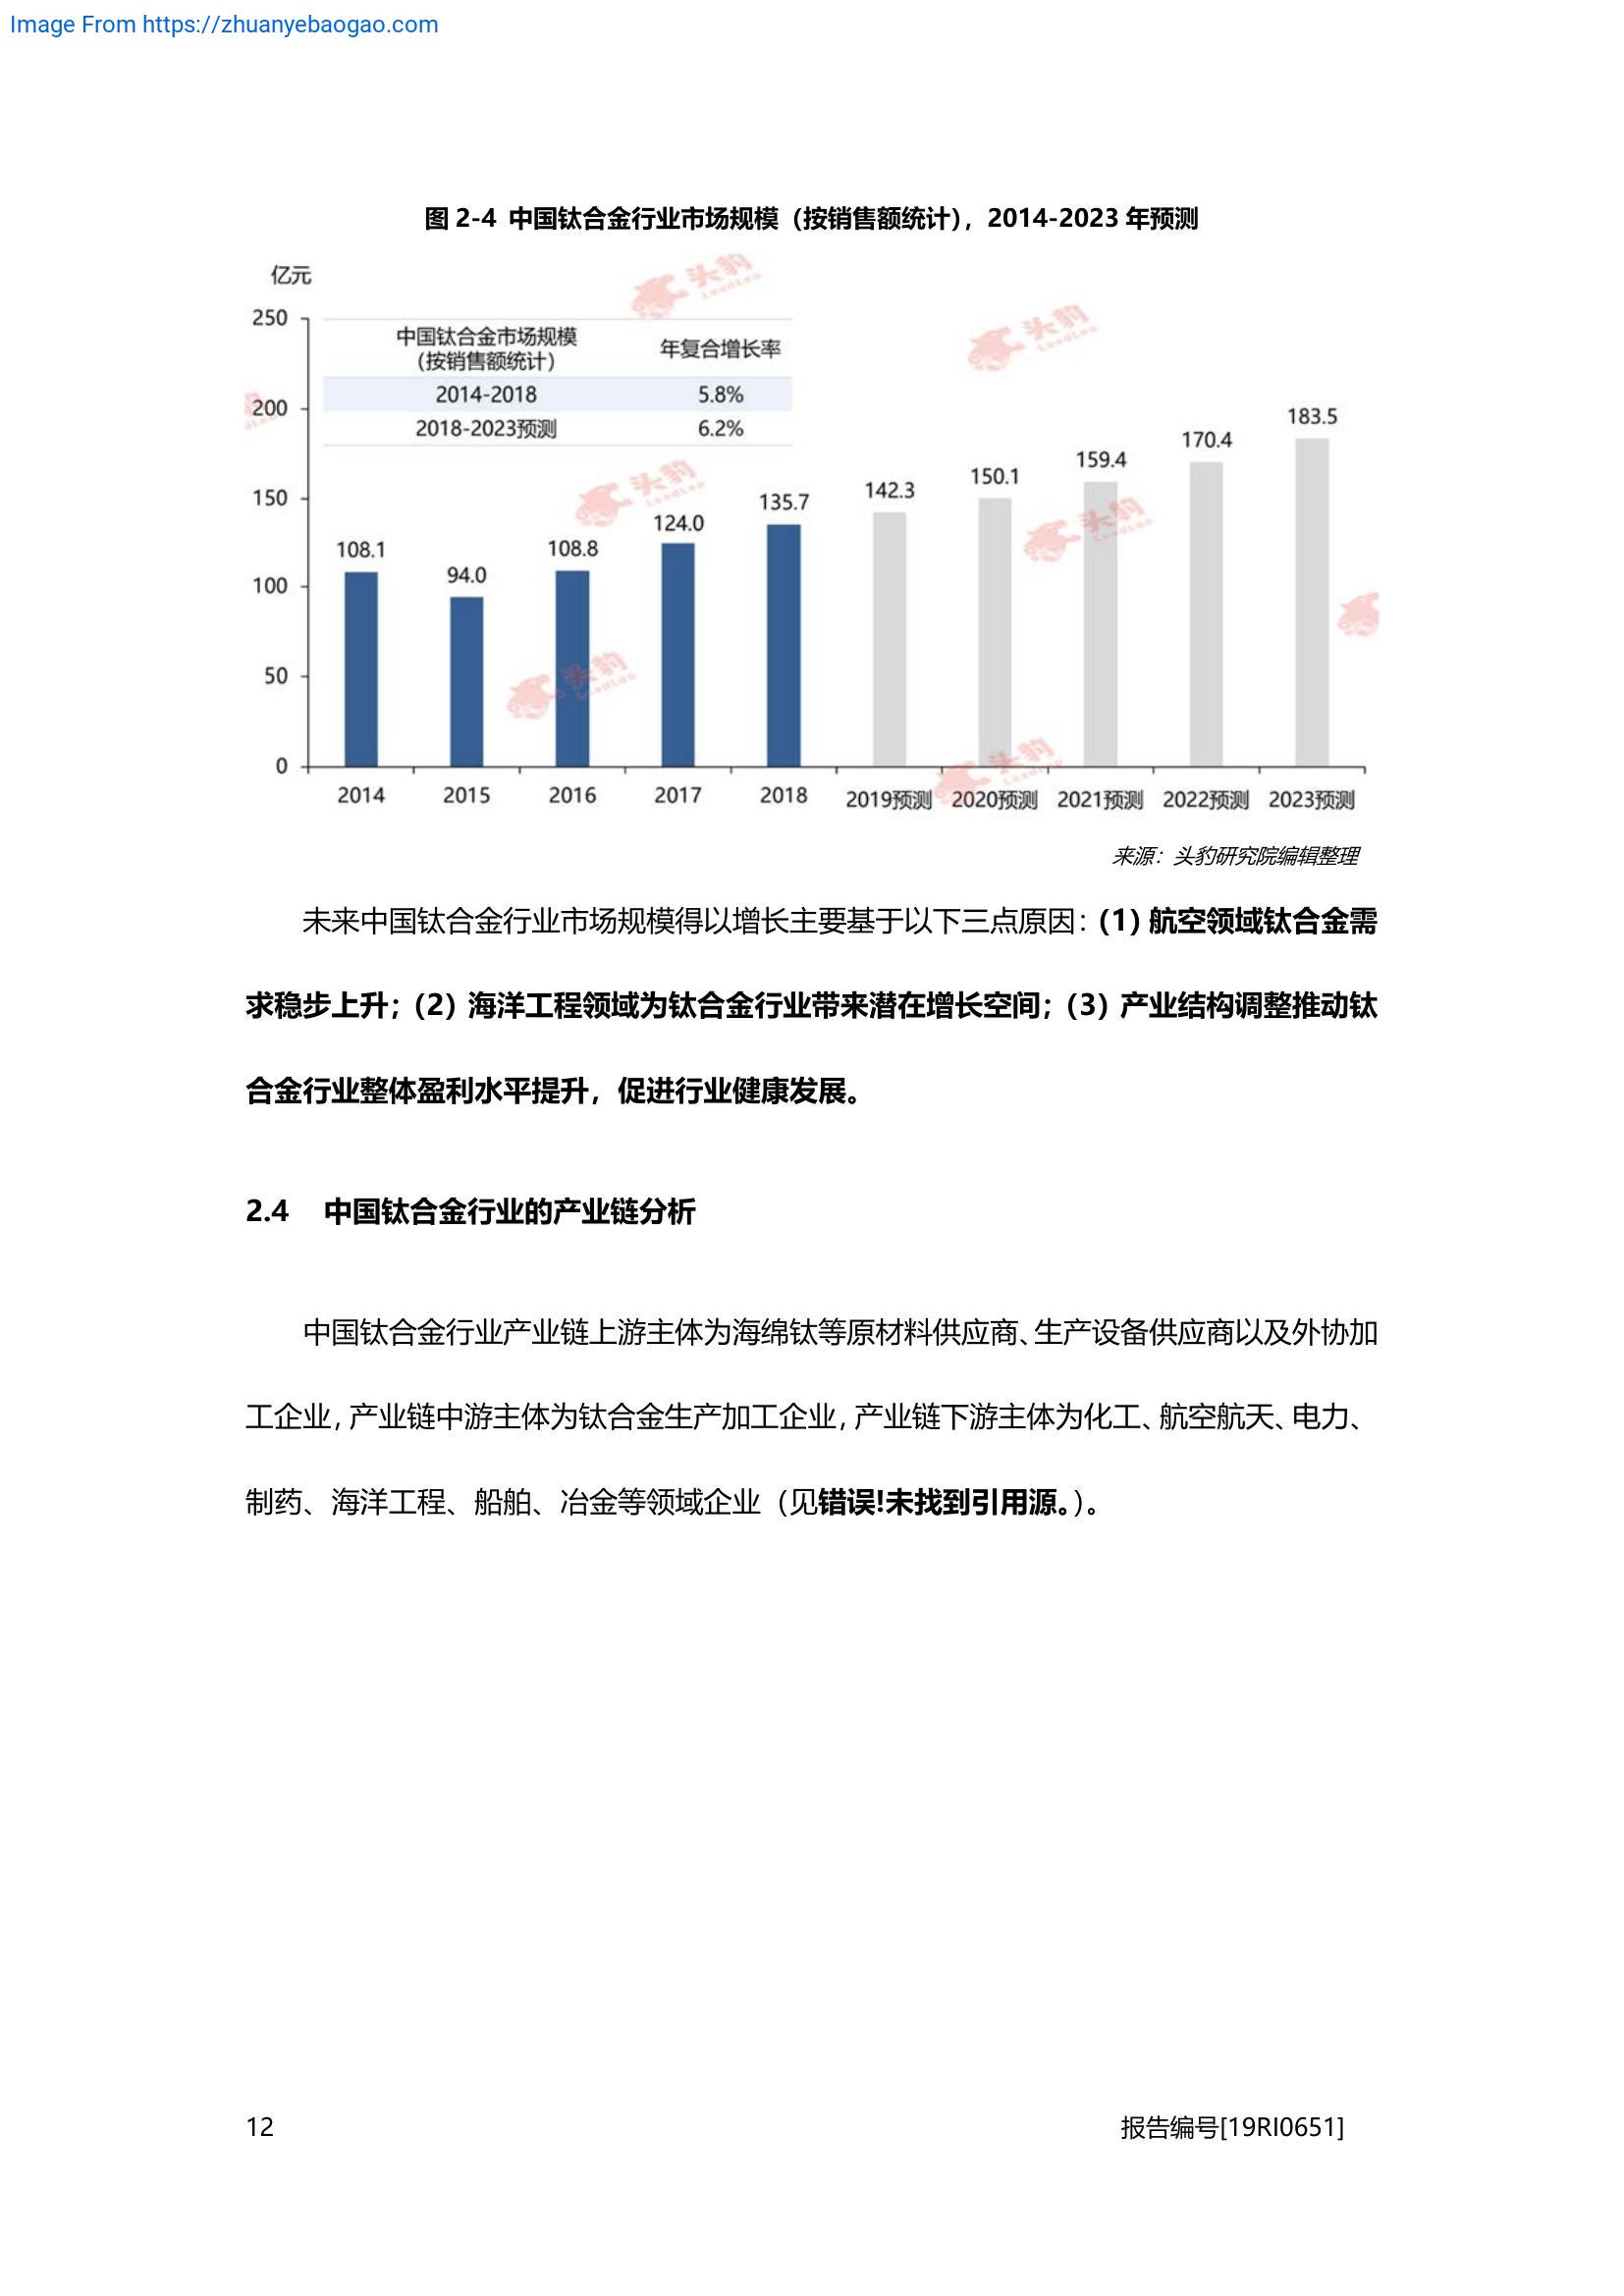 Image From https://zhuanyebaogao.com
图 2-4 中国钛合金行业市场规模（按销售额统计），2014-2023 年预测
亿元
250
200
150
100
50
0
中国钛合金市场规模
（按销售额统计）
年复合增长率
2014-2018 5.8%
2018-2023预测 6.2%
108.1 94.0 108.8 124.0 135.7 142.3 150.1 159.4 170.4 183.5
2014 2015 2016 2017 2018 2019预测 2020预测 2021预测 2022预测 2023预测
头豹
LeadLeo
头豹
LeadLeo
头豹
LeadLeo
头豹
LeadLeo
头豹
LeadLeo
头豹
LeadLeo
来源：头豹研究院编辑整理
未来中国钛合金行业市场规模得以增长主要基于以下三点原因：（1）航空领域钛合金需
求稳步上升；（2）海洋工程领域为钛合金行业带来潜在增长空间；（3）产业结构调整推动钛
合金行业整体盈利水平提升，促进行业健康发展。
2.4 中国钛合金行业的产业链分析
中国钛合金行业产业链上游主体为海绵钛等原材料供应商、生产设备供应商以及外协加
工企业，产业链中游主体为钛合金生产加工企业，产业链下游主体为化工、航空航天、电力、
制药、海洋工程、船舶、冶金等领域企业（见错误!未找到引用源。）。
12
报告编号[19RI0651]